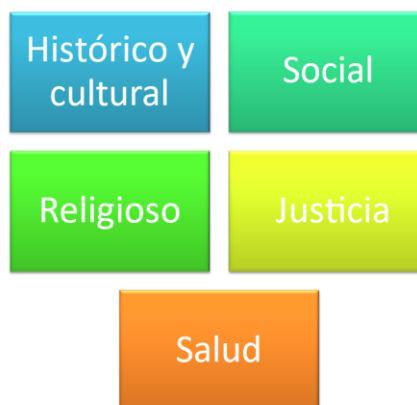 Histórico y
cultural
Social
Religioso
Justicia
Salud